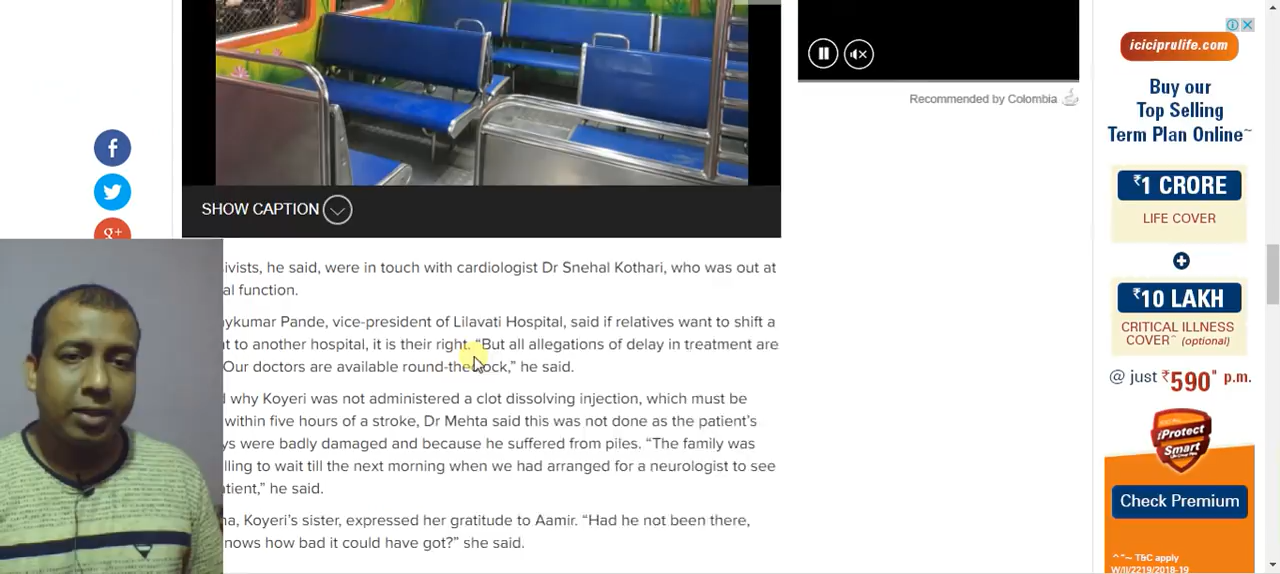 SHOW CAPTION
ivists, he said, were in touch with cardiologist Dr Snehal Kothari, who was out at
al function.
ykumar Pande, vice-president of Lilavati Hospital, said if relatives want to shift a
nt to another hospital, it is their right. “But all allegations of delay in treatment are
Our doctors are available round-the ock,” he said.
d why Koyeri was not administered a clot dissolving injection, which must be
within five hours of a stroke, Dr Mehta said this was not done as the patient’s
ys were badly damaged and because he suffered from piles. “The family was
lling to wait till the next morning when we had arranged for a neurologist to see
atient,” he said.
na, Koyeri’s sister, expressed her gratitude to Aamir. “Had he not been there,
nows how bad it could have got?” she said.
Recommended by Colombia
iciciprulife.com
Buy our
Top Selling
Term Plan Online~
₹1 CRORE
LIFE COVER
₹10 LAKH
CRITICAL ILLNESS
COVER^ (optional)
@ just ₹590* p.m.
iProtect
Smart
Check Premium
^*~ T&C apply
W/II/2219/2018-19